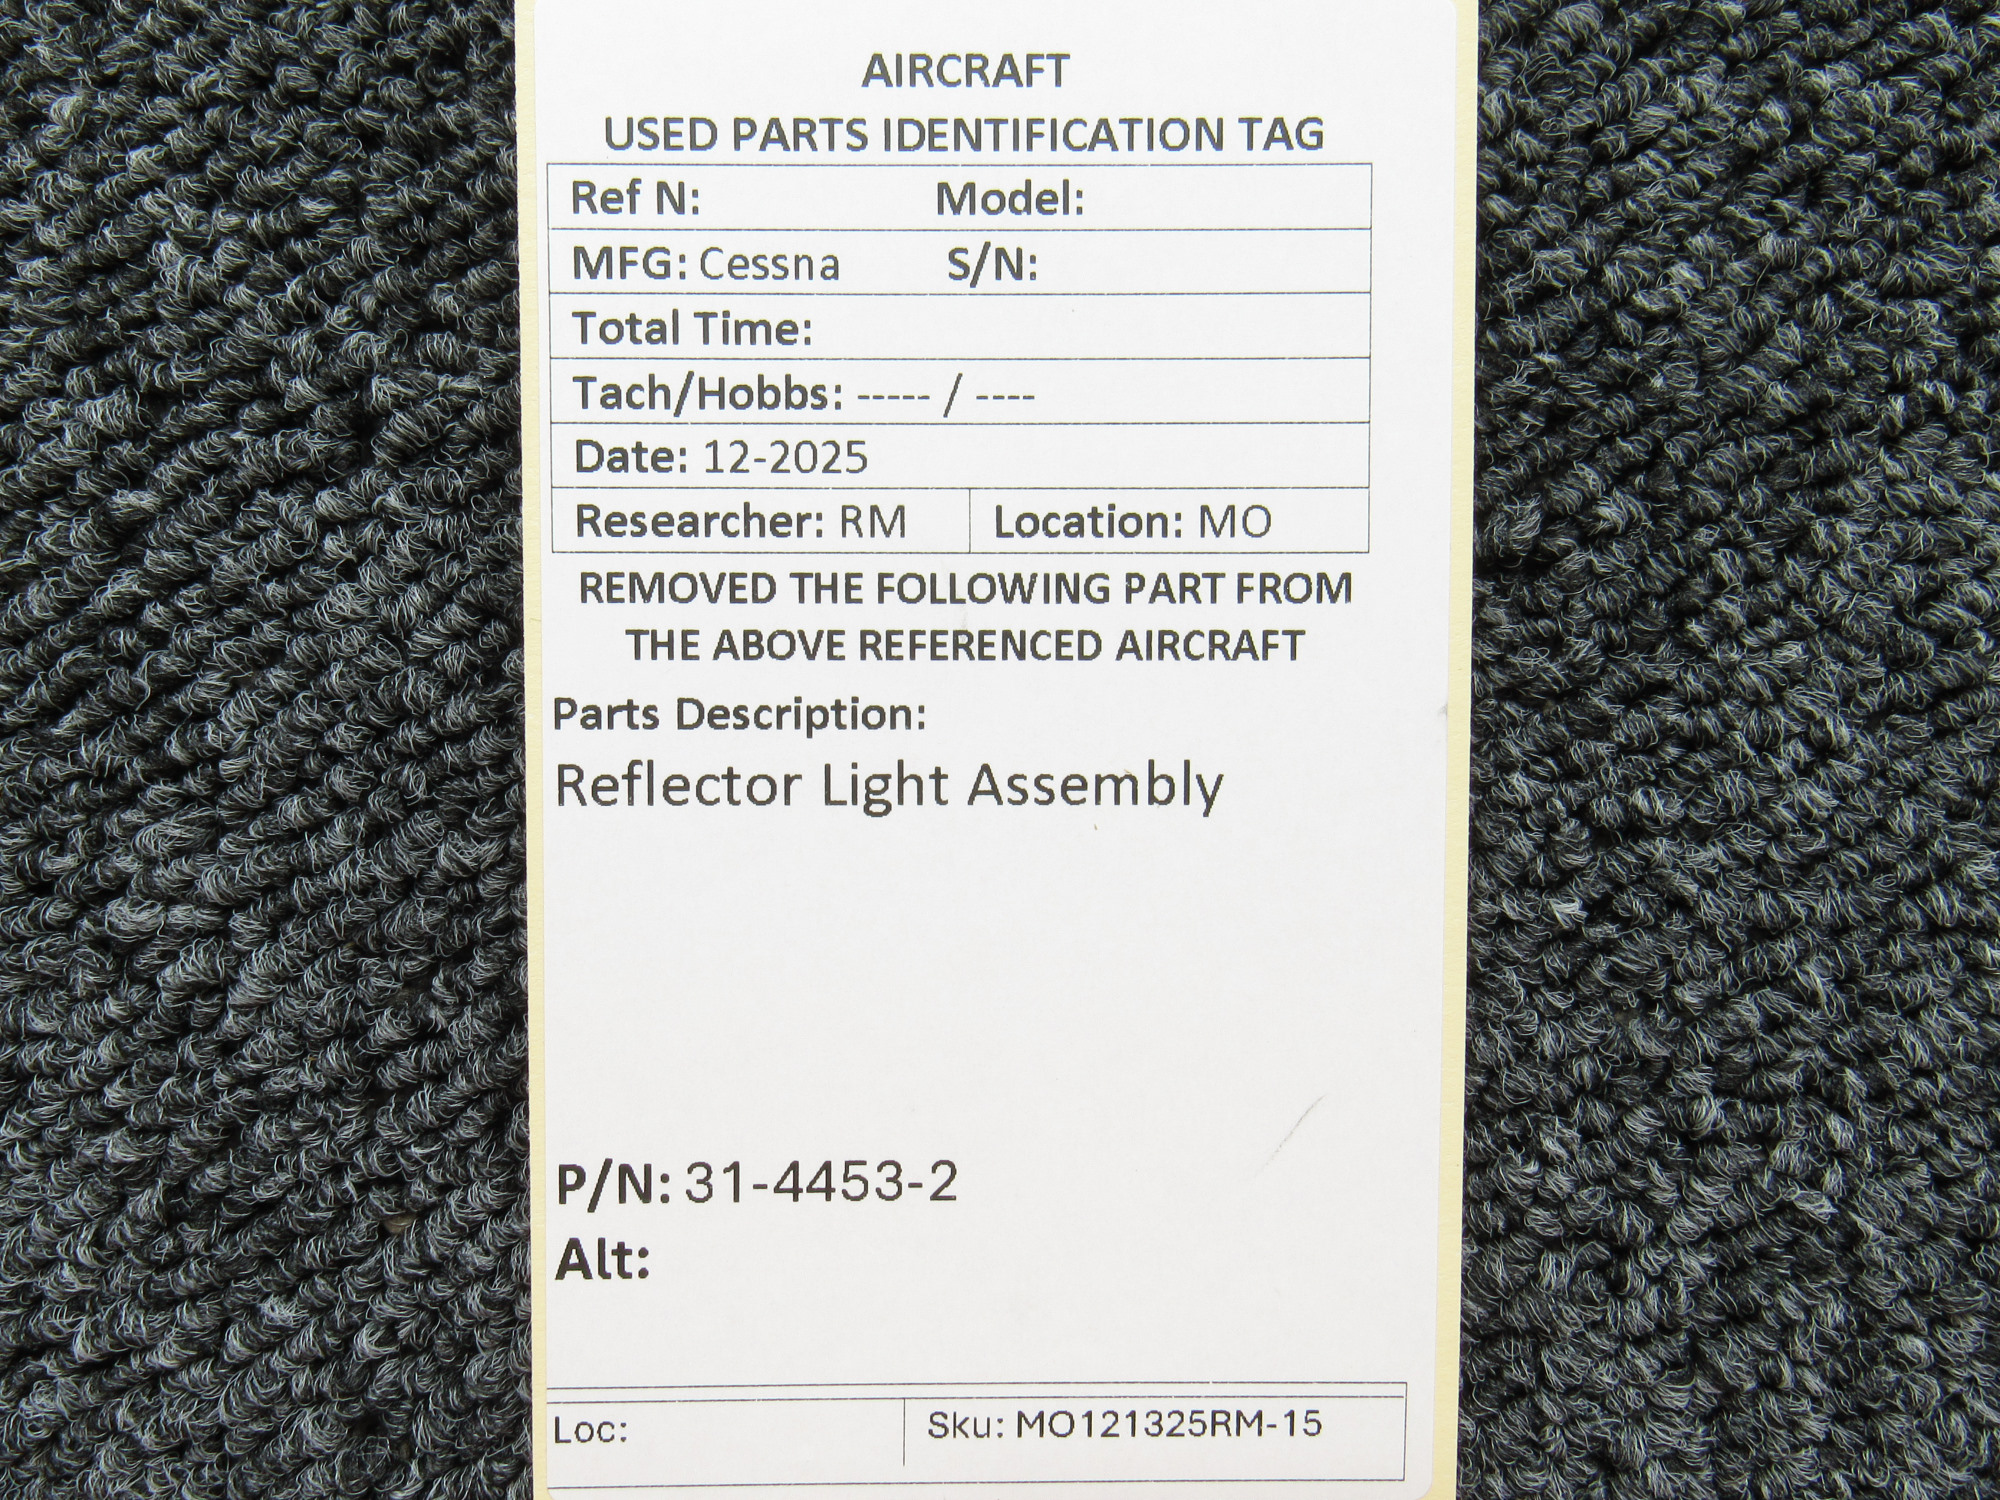 AIRCRAFT
USED PARTS IDENTIFICATION TAG
Ref N: Model:
MFG: Cessna S/N:
Total Time:
Tach/Hobbs: ----- / ----
Date: 12-2025
Researcher: RM Location: MO
REMOVED THE FOLLOWING PART FROM
THE ABOVE REFERENCED AIRCRAFT
Parts Description:
Reflector Light Assembly
P/N: 31-4453-2
Alt:
Loc: Sku: MO121325RM-15